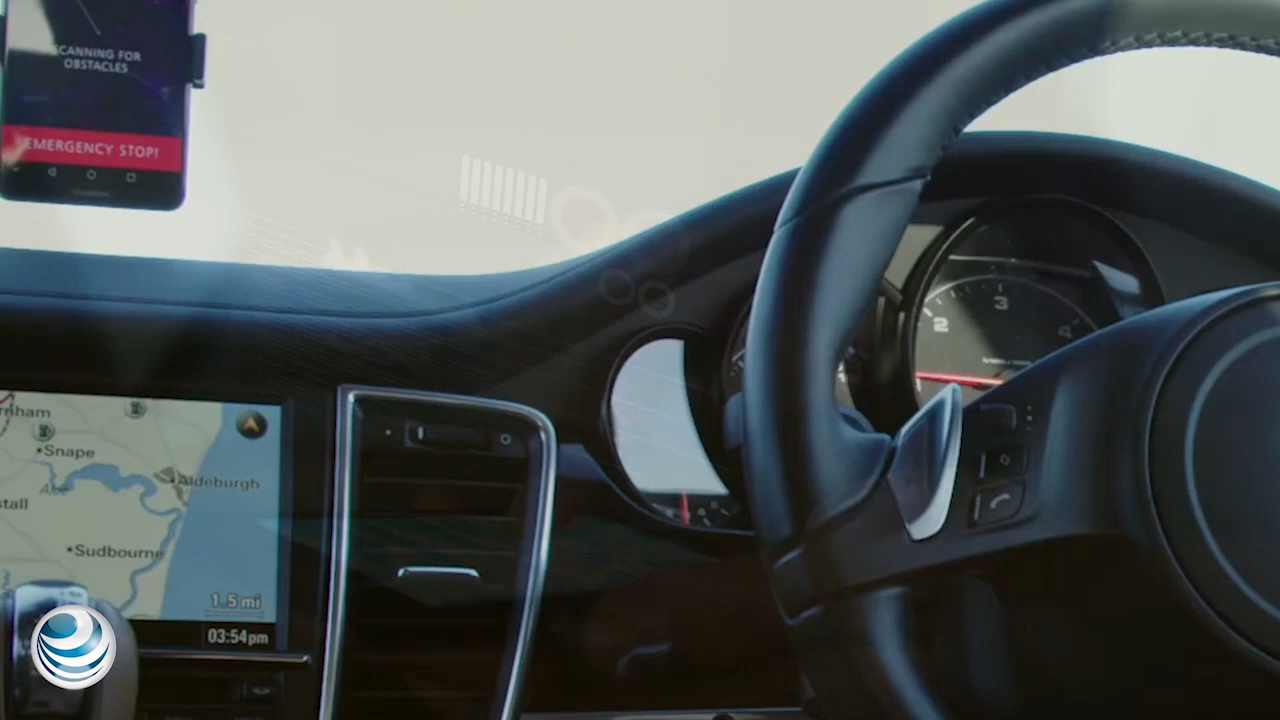 SCANNING FOR
OBSTACLES
EMERGENCY STOP!
2
3
4
Snape
Aldeburgh
Sudbourne
1.5 mi
03:54pm